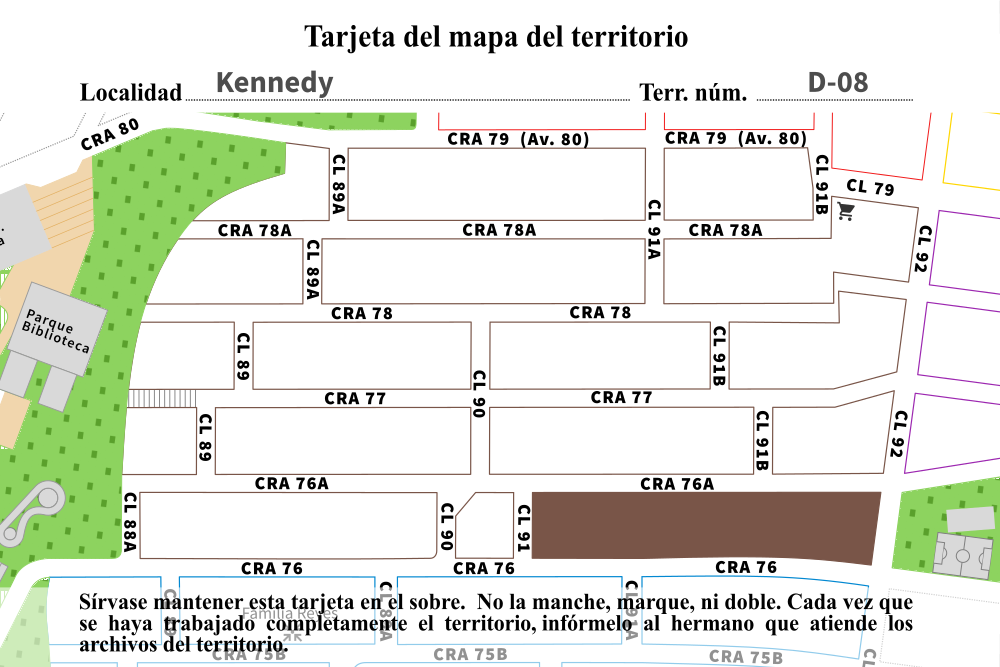 Tarjeta del mapa del territorio
Localidad Kennedy Terr. núm. D-08
CRA 80
CRA 79 (Av. 80)
CRA 79 (Av. 80)
CL 89A
CL 91B
CL 79
CL 91A
CRA 78A
CRA 78A
CRA 78A
CL 92
CL 89A
CRA 78
CRA 78
Parque
Biblioteca
CL 89
CL 91B
CL 90
CRA 77
CRA 77
CL 89
CL 91B
CL 92
CRA 76A
CRA 76A
CL 88A
CL 90
CL 91
CRA 76
CRA 76
CRA 76
Sírvase mantener esta tarjeta en el sobre. No la manche, marque, ni doble. Cada vez que
se haya trabajado completamente el territorio, infórmelo al hermano que atiende los
archivos del territorio.
Familia Reyes
CL 91A
CRA 75B
CRA 75B
CRA 75B
CL